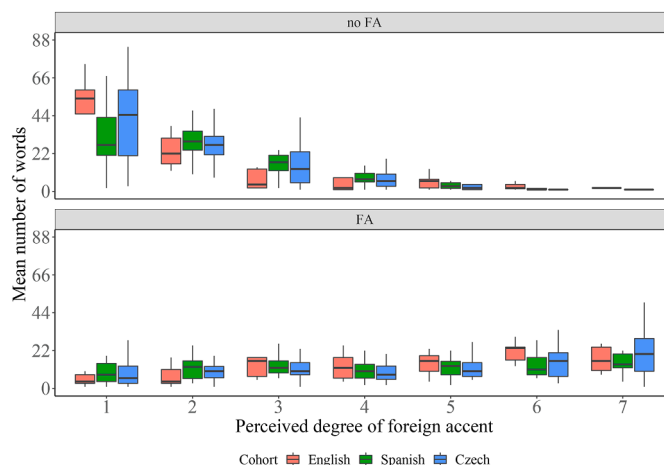 no FA
88
66
44
22
0
FA
88
66
44
22
0
Mean number of words
1 2 3 4 5 6 7
Perceived degree of foreign accent
Cohort English Spanish Czech